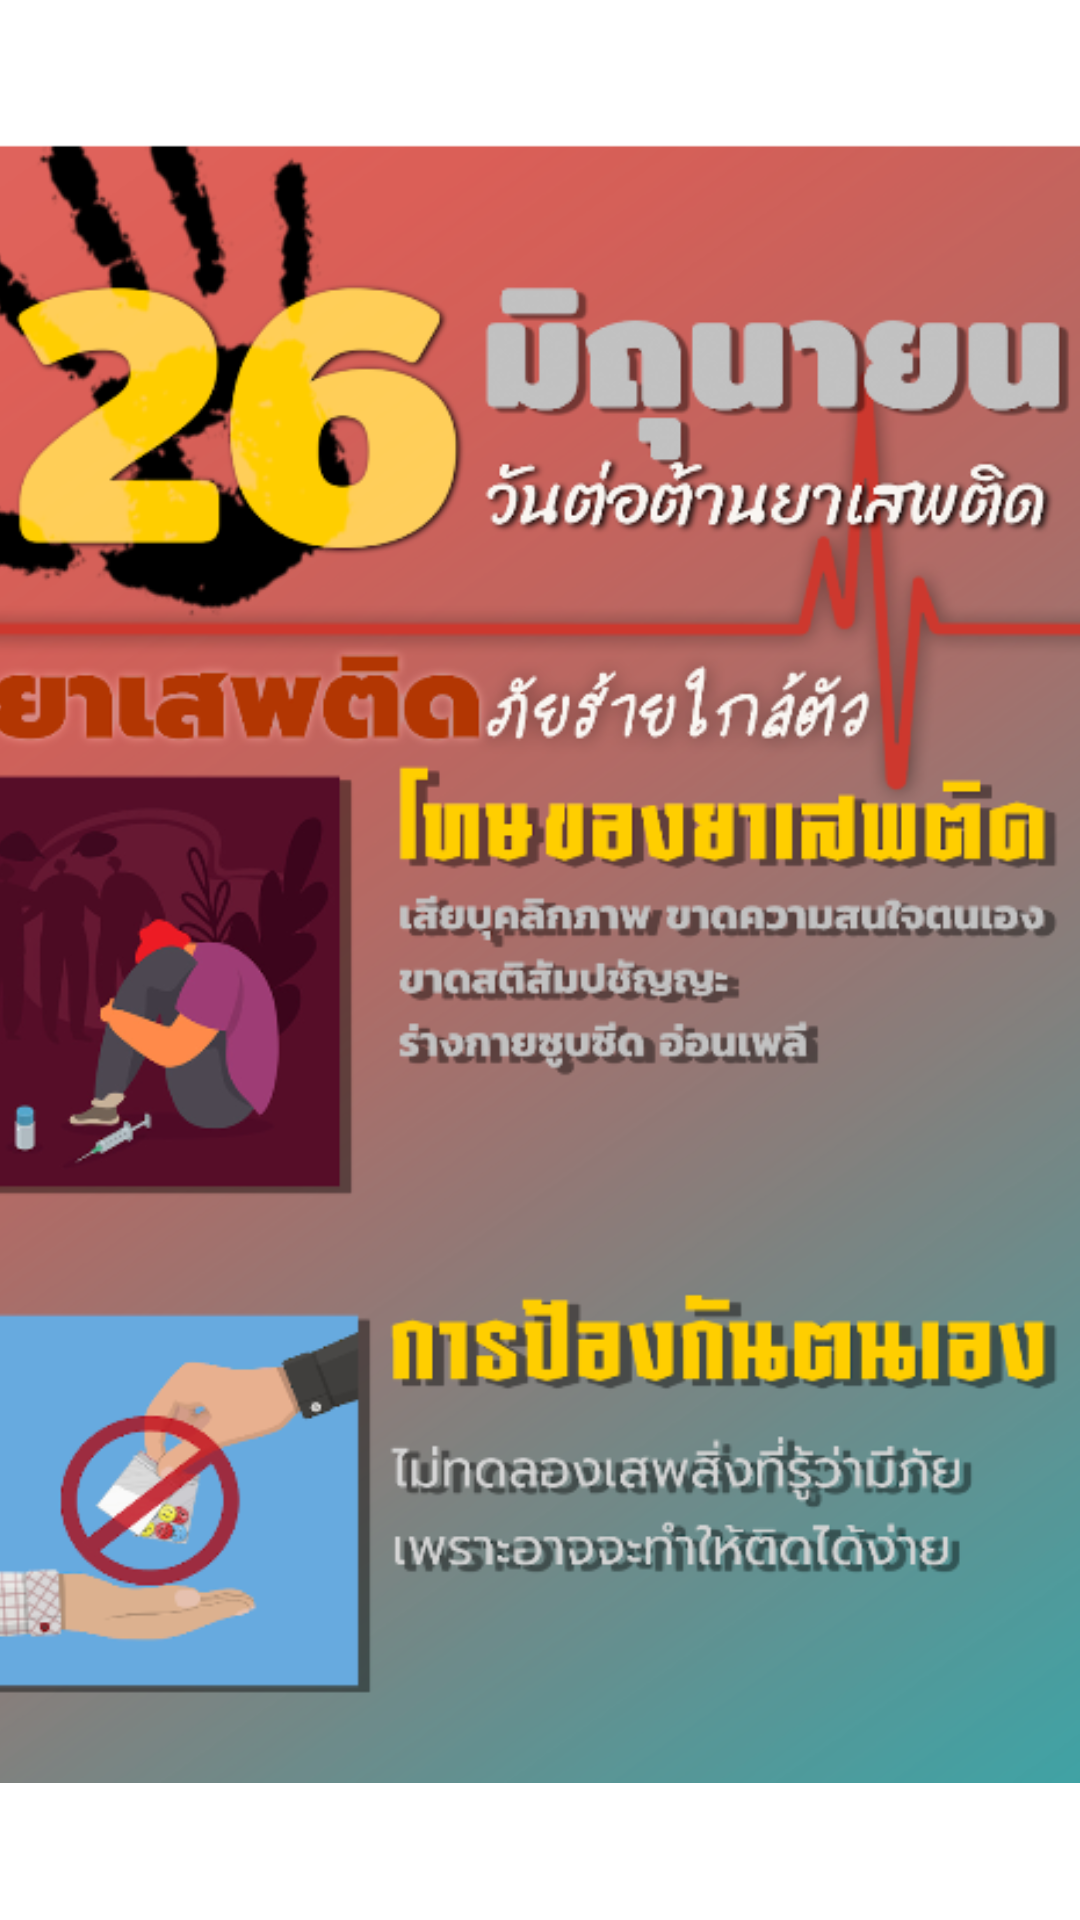 26 มิถุนายน
วันต่อต้านยาเสพติด
ยาเสพติด ภัยร้ายใกล้ตัว
โทษของยาเสพติด
เสียบุคลิกภาพ ขาดความสนใจตนเอง
ขาดสติสัมปชัญญะ
ร่างกายซูบซีด อ่อนเพลี
การป้องกันตนเอง
ไม่ทดลองเสพสิ่งที่รู้ว่ามีภัย
เพราะอาจจะทำให้ติดได้ง่าย